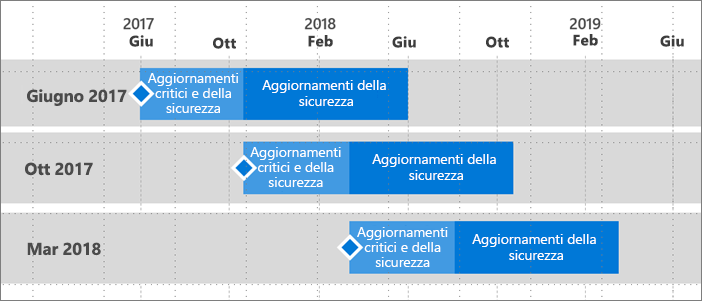 2017 2018 2019
Giu Ott Feb Giu Ott Feb Giu
Giugno 2017
Aggiornamenti
critici e della
sicurezza
Aggiornamenti della
sicurezza
Ott 2017
Aggiornamenti
critici e della
sicurezza
Aggiornamenti della
sicurezza
Mar 2018
Aggiornamenti
critici e della
sicurezza
Aggiornamenti della
sicurezza